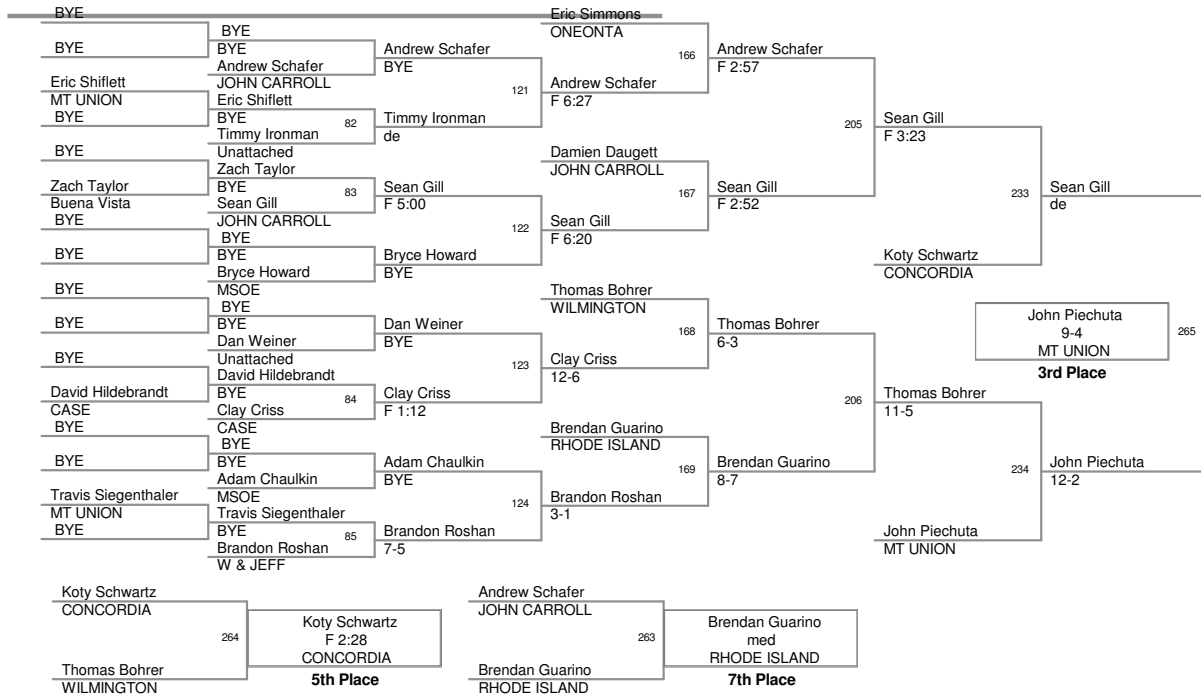 BYE
BYE
Eric Shiflett
MT UNION
BYE
BYE
Zach Taylor
Buena Vista
BYE
BYE
BYE
BYE
BYE
David Hildebrandt
CASE
BYE
BYE
Travis Siegenthaler
MT UNION
BYE
BYE
BYE
Andrew Schafer
JOHN CARROLL
Eric Shiflett
BYE
82
Timmy Ironman
Unattached
Zach Taylor
BYE
83
Sean Gill
JOHN CARROLL
BYE
BYE
Bryce Howard
MSOE
BYE
BYE
Dan Weiner
Unattached
David Hildebrandt
BYE
84
Clay Criss
CASE
BYE
BYE
Adam Chaulkin
MSOE
Travis Siegenthaler
BYE
85
Brandon Roshan
W & JEFF
Andrew Schafer
BYE
121
Timmy Ironman
de
Sean Gill
F 5:00
122
Bryce Howard
BYE
Dan Weiner
BYE
123
Clay Criss
F 1:12
Adam Chaulkin
BYE
124
Brandon Roshan
7-5
Eric Simmons
ONEONTA
166
Andrew Schafer
F 6:27
Damien Daugett
JOHN CARROLL
167
Sean Gill
F 6:20
Thomas Bohrer
WILMINGTON
168
Clay Criss
12-6
Brendan Guarino
RHODE ISLAND
169
Brandon Roshan
3-1
Andrew Schafer
F 2:57
205
Sean Gill
F 2:52
Thomas Bohrer
6-3
206
Brendan Guarino
8-7
Sean Gill
F 3:23
233
Koty Schwartz
CONCORDIA
Thomas Bohrer
11-5
234
John Piechuta
MT UNION
Sean Gill
de
John Piechuta
9-4
MT UNION
265
3rd Place
John Piechuta
12-2
Koty Schwartz
CONCORDIA
264
Thomas Bohrer
WILMINGTON
Koty Schwartz
F 2:28
CONCORDIA
5th Place
Andrew Schafer
JOHN CARROLL
263
Brendan Guarino
RHODE ISLAND
Brendan Guarino
med
RHODE ISLAND
7th Place